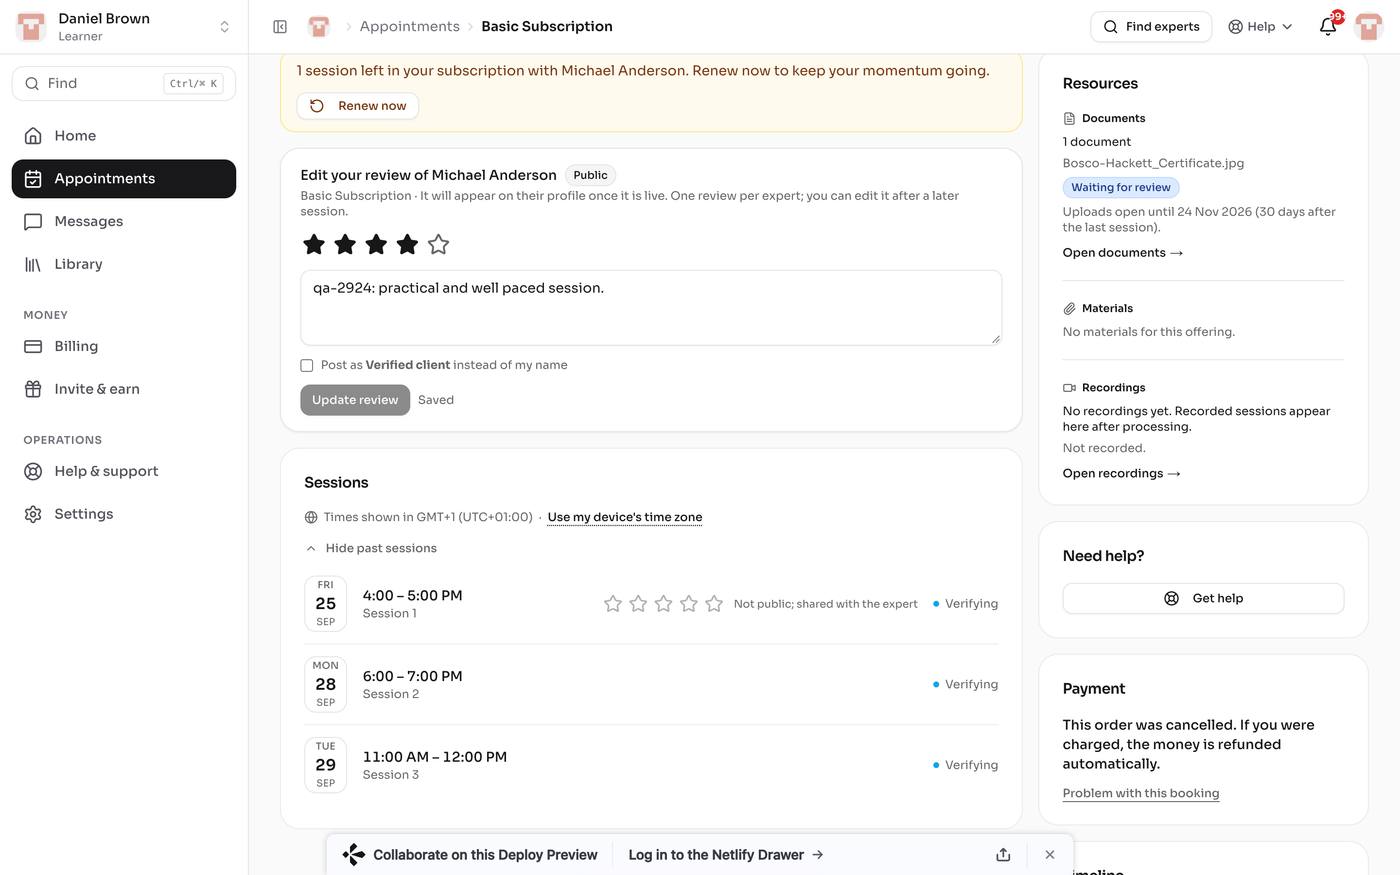 Daniel Brown
Learner
Find
Ctrl/⌘ K
Home
Appointments
Messages
Library
MONEY
Billing
Invite & earn
OPERATIONS
Help & support
Settings
Appointments
Basic Subscription
Find experts
Help
99+
1 session left in your subscription with Michael Anderson. Renew now to keep your momentum going.
Renew now
Edit your review of Michael Anderson
Public
Basic Subscription · It will appear on their profile once it is live. One review per expert; you can edit it after a later
session.
qa-2924: practical and well paced session.
Post as Verified client instead of my name
Update review
Saved
Sessions
Times shown in GMT+1 (UTC+01:00) · Use my device's time zone
Hide past sessions
FRI
25
SEP
4:00 – 5:00 PM
Session 1
Not public; shared with the expert
Verifying
MON
28
SEP
6:00 – 7:00 PM
Session 2
Verifying
TUE
29
SEP
11:00 AM – 12:00 PM
Session 3
Verifying
Resources
Documents
1 document
Bosco-Hackett_Certificate.jpg
Waiting for review
Uploads open until 24 Nov 2026 (30 days after
the last session).
Open documents →
Materials
No materials for this offering.
Recordings
No recordings yet. Recorded sessions appear
here after processing.
Not recorded.
Open recordings →
Need help?
Get help
Payment
This order was cancelled. If you were
charged, the money is refunded
automatically.
Problem with this booking
Collaborate on this Deploy Preview
Log in to the Netlify Drawer →